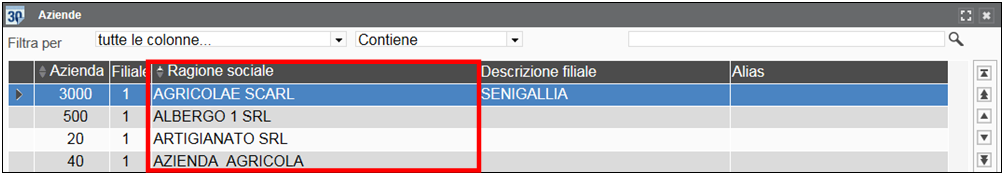 30 Aziende
Filtra per tutte le colonne... Contiene
Azienda Filiale Ragione sociale Descrizione filiale Alias
3000 1 AGRICOLAE SCARL SENIGALLIA
500 1 ALBERGO 1 SRL
20 1 ARTIGIANATO SRL
40 1 AZIENDA AGRICOLA